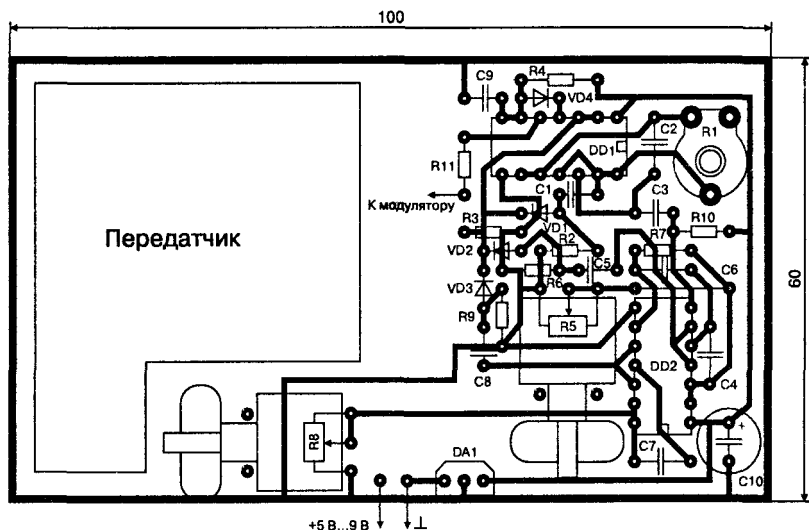 100
R4
C9
VD4
C2
R1
DD1
R11
C1
C3
К модулятору
R3
R10
VD1
Передатчик
R2
R7
VD2
C5
C6
60
R6
VD3
R9
R5
DD2
C8
C4
R8
DA1
C7
+
C10
+5 В...9 В ⊥